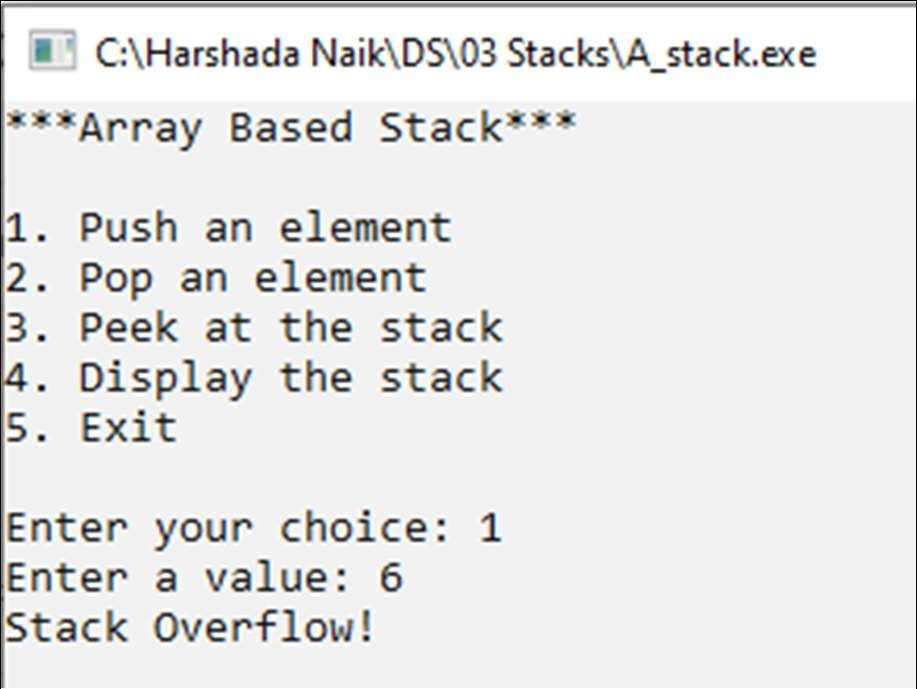 C:\Harshada Naik\DS\03 Stacks\A_stack.exe
***Array Based Stack***
1. Push an element
2. Pop an element
3. Peek at the stack
4. Display the stack
5. Exit
Enter your choice: 1
Enter a value: 6
Stack Overflow!